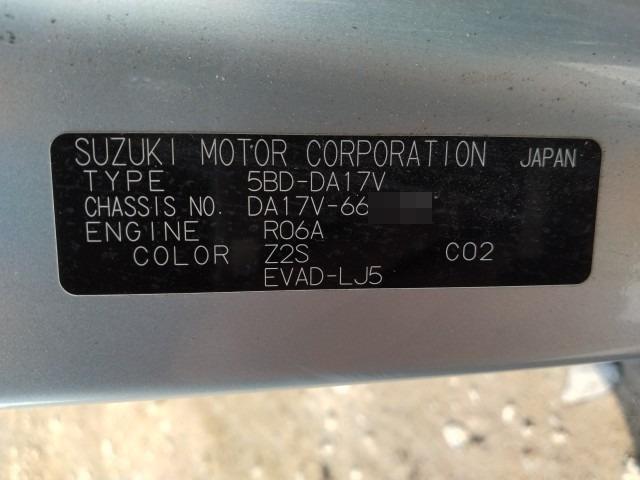 SUZUKI MOTOR CORPORATION JAPAN
TYPE 5BD-DA17V
CHASSIS NO. DA17V-66
ENGINE R06A
COLOR Z2S C02
EVAD-LJ5